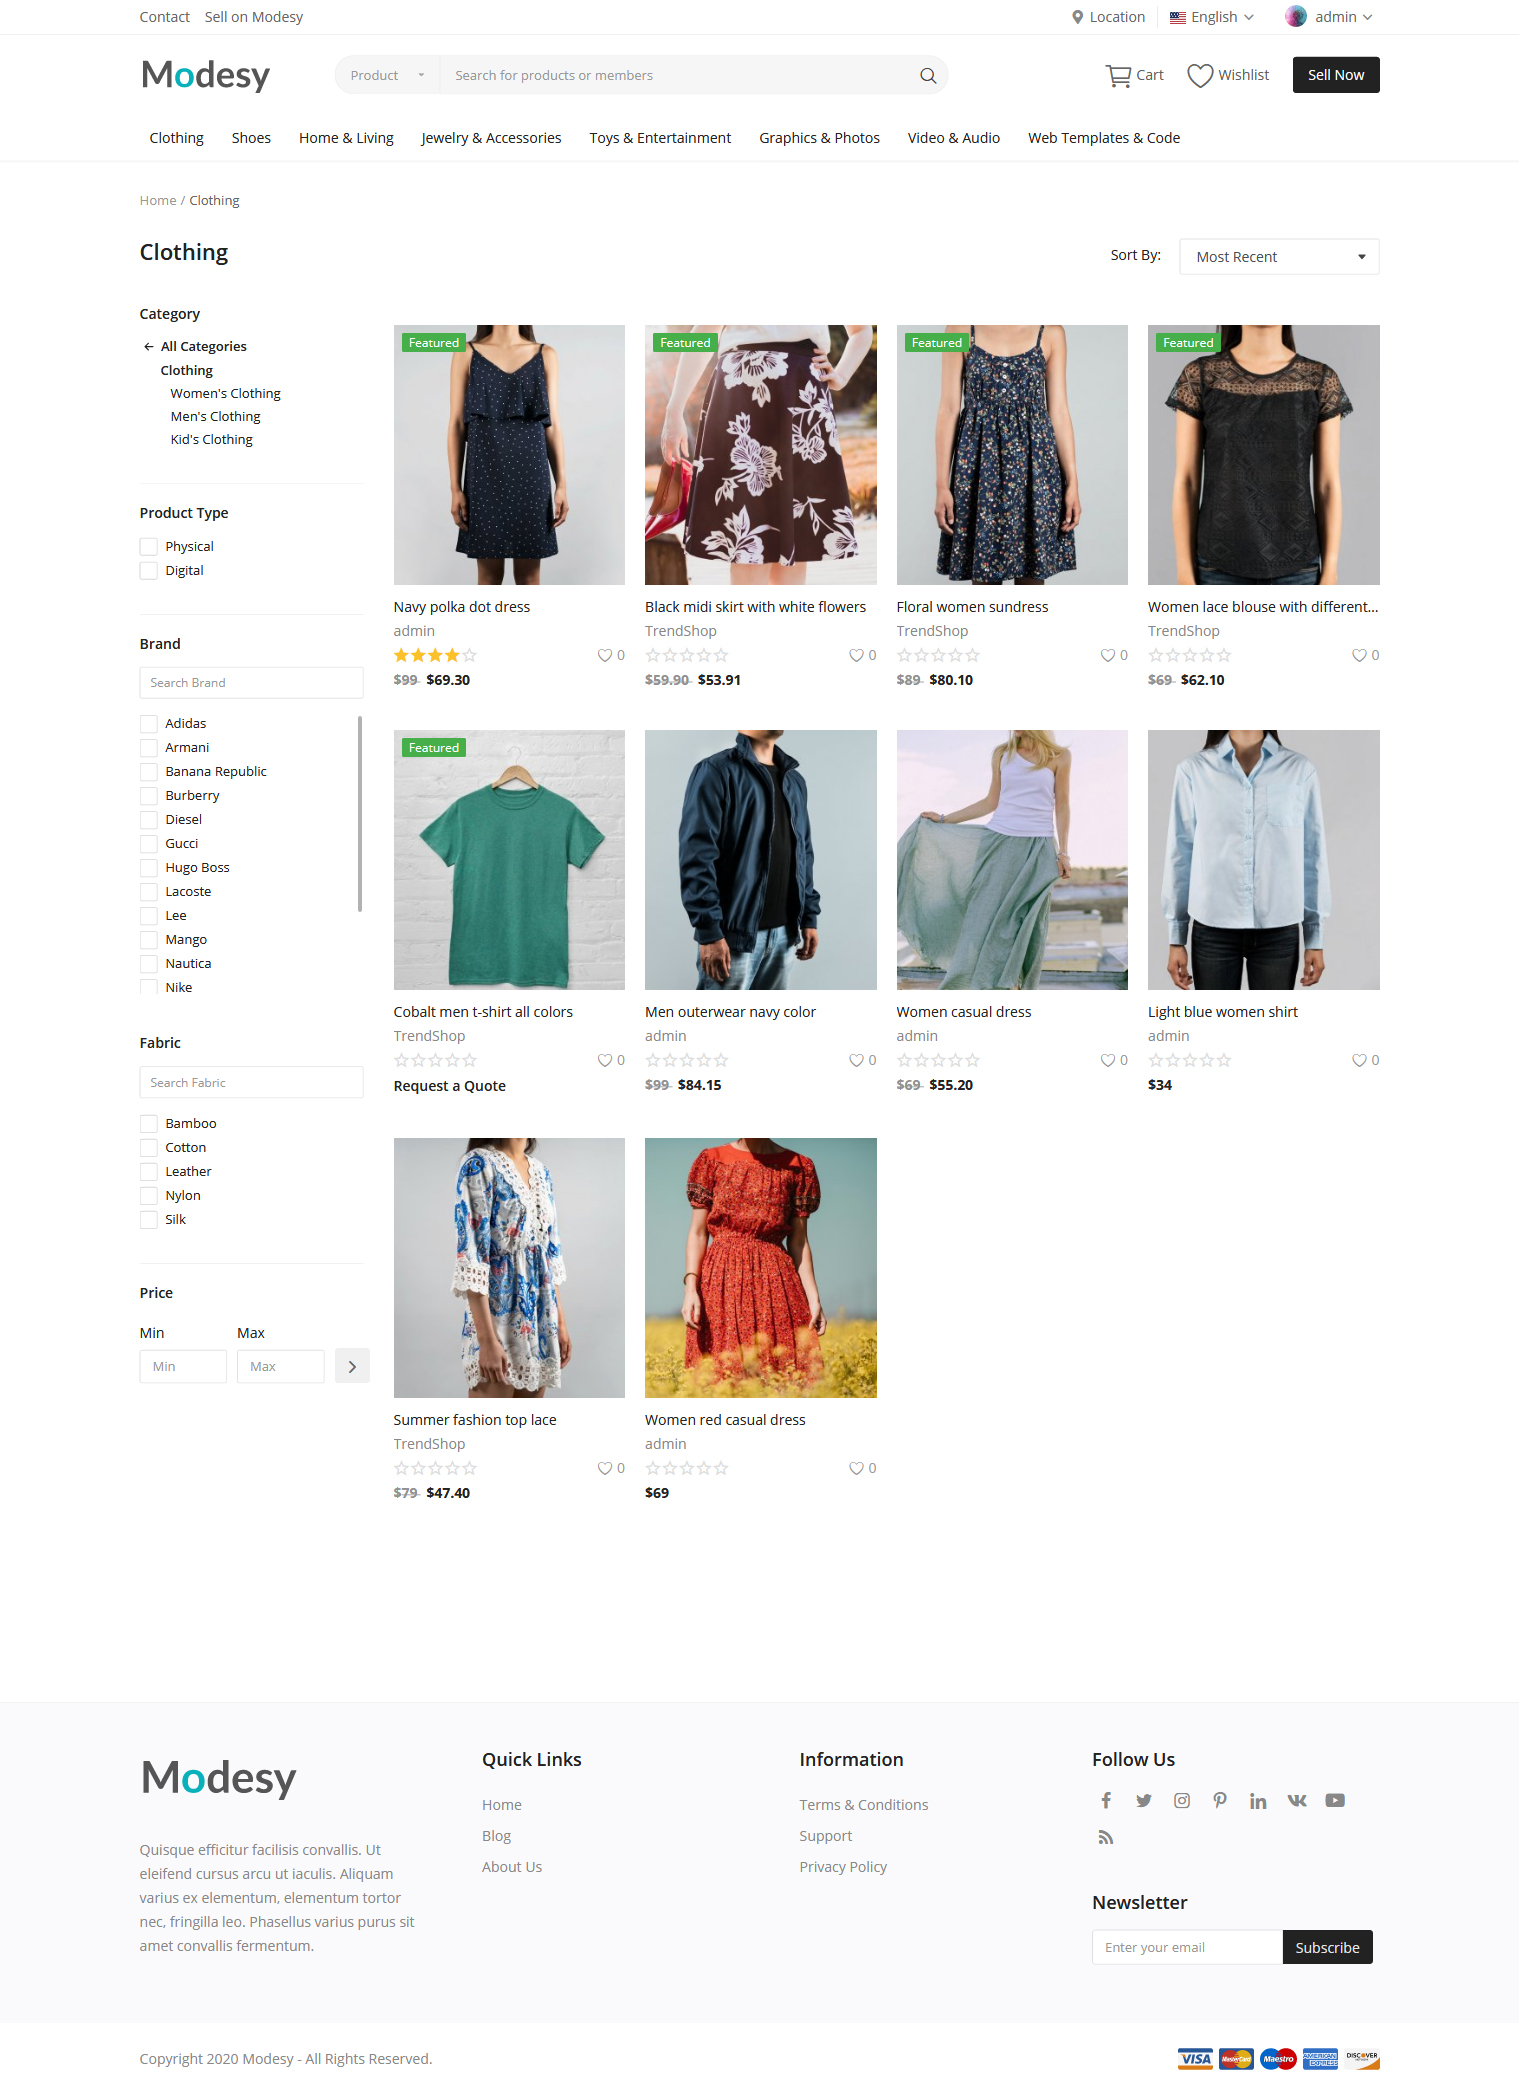 Contact Sell on Modesy Location English admin
Modesy Product Search for products or members Cart Wishlist Sell Now
Clothing Shoes Home & Living Jewelry & Accessories Toys & Entertainment Graphics & Photos Video & Audio Web Templates & Code
Home / Clothing
Clothing
Sort By: Most Recent
Category
All Categories
Clothing
Women's Clothing
Men's Clothing
Kid's Clothing
Product Type
Physical
Digital
Brand
Search Brand
Adidas
Armani
Banana Republic
Burberry
Diesel
Gucci
Hugo Boss
Lacoste
Lee
Mango
Nautica
Nike
Fabric
Search Fabric
Bamboo
Cotton
Leather
Nylon
Silk
Price
Min Max
Min Max
Featured
Navy polka dot dress
admin
0
$99 $69.30
Featured
Black midi skirt with white flowers
TrendShop
0
$59.90 $53.91
Featured
Floral women sundress
TrendShop
0
$89 $80.10
Featured
Women lace blouse with different...
TrendShop
0
$69 $62.10
Featured
Cobalt men t-shirt all colors
TrendShop
0
Request a Quote
Men outerwear navy color
admin
0
$99 $84.15
Women casual dress
admin
0
$69 $55.20
Light blue women shirt
admin
0
$34
Summer fashion top lace
TrendShop
0
$79 $47.40
Women red casual dress
admin
0
$69
Modesy
Quisque efficitur facilisis convallis. Ut
eleifend cursus arcu ut iaculis. Aliquam
varius ex elementum, elementum tortor
nec, fringilla leo. Phasellus varius purus sit
amet convallis fermentum.
Quick Links
Home
Blog
About Us
Information
Terms & Conditions
Support
Privacy Policy
Follow Us
Newsletter
Enter your email Subscribe
Copyright 2020 Modesy - All Rights Reserved.
VISA MasterCard Maestro AMERICAN EXPRESS DISCOVER